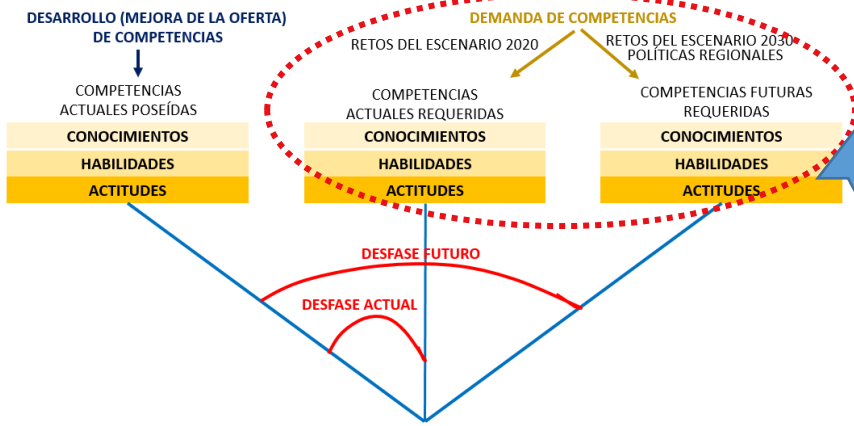 DESARROLLO (MEJORA DE LA OFERTA)
DE COMPETENCIAS
DEMANDA DE COMPETENCIAS
RETOS DEL ESCENARIO 2020
RETOS DEL ESCENARIO 2030
POLÍTICAS REGIONALES
COMPETENCIAS
ACTUALES POSEÍDAS
COMPETENCIAS
ACTUALES REQUERIDAS
COMPETENCIAS FUTURAS
REQUERIDAS
CONOCIMIENTOS
HABILIDADES
ACTITUDES
CONOCIMIENTOS
HABILIDADES
ACTITUDES
CONOCIMIENTOS
HABILIDADES
ACTITUDES
DESFASE FUTURO
DESFASE ACTUAL